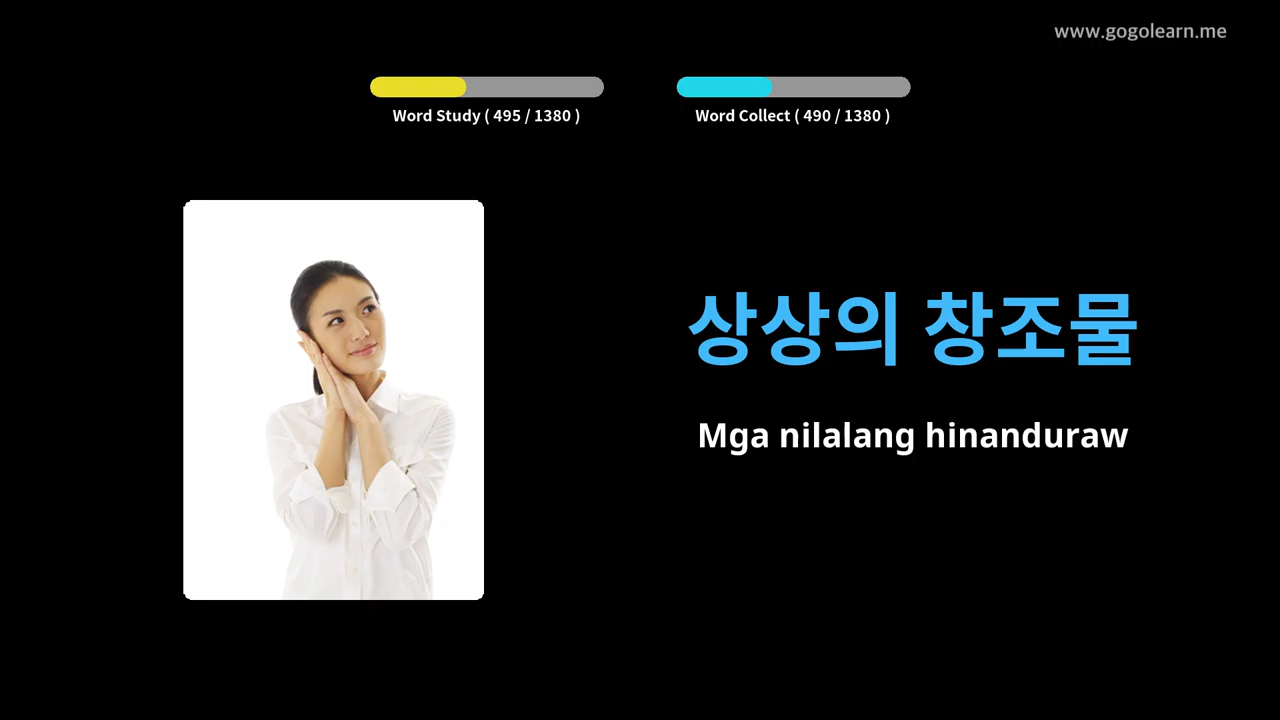 www.gogolearn.me
Word Study ( 495 / 1380 )
Word Collect ( 490 / 1380 )
상상의 창조물
Mga nilalang hinanduraw